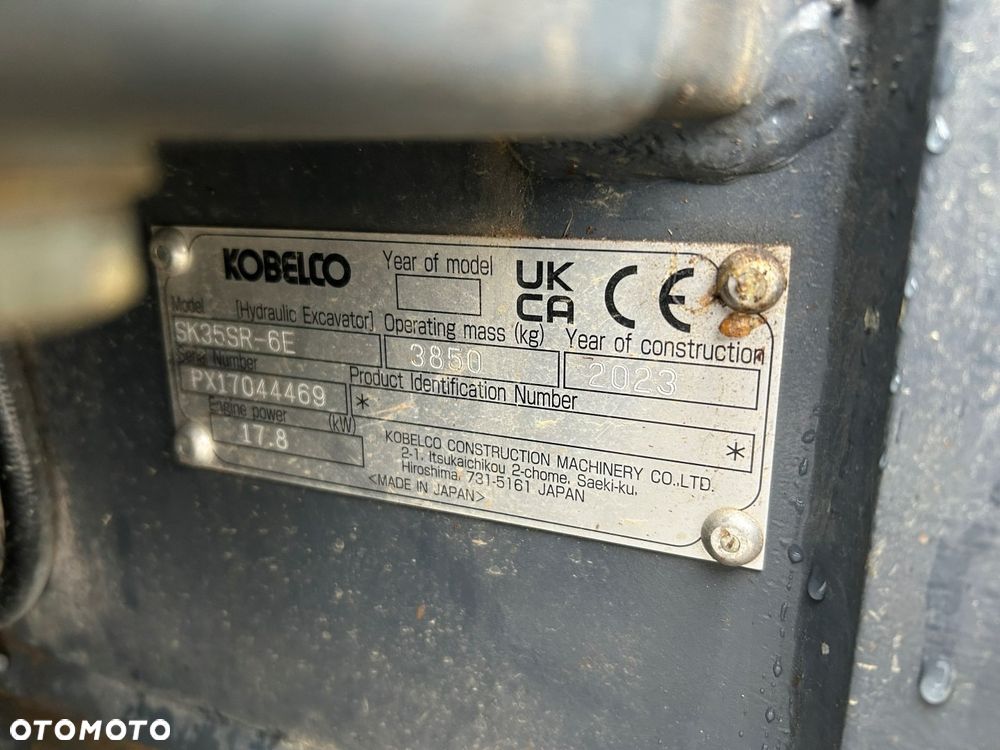 KOBELCO
Year of model
UK
CA
CE
Model [Hydraulic Excavator]
SK35SR-6E
Operating mass (kg)
3850
Year of construction
2023
Serial Number
PX17044469
Product Identification Number
* *
Engine power (kW)
17.8
KOBELCO CONSTRUCTION MACHINERY CO.,LTD.
2-1, Itsukaichikou 2-chome, Saeki-ku,
Hiroshima, 731-5161 JAPAN
<MADE IN JAPAN>
OTOMOTO